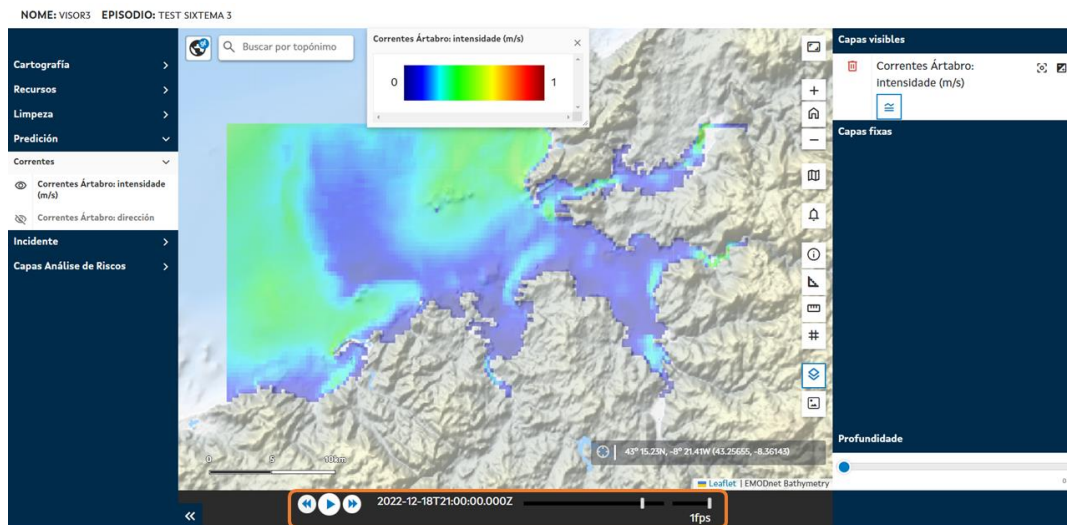 NOME: VISOR3 EPISODIO: TEST SIXTEMA 3
Cartografía
Recursos
Limpeza
Predición
Correntes
Correntes Ártabro: intensidade
(m/s)
Correntes Ártabro: dirección
Incidente
Capas Análise de Riscos
Buscar por topónimo
Correntes Ártabro: intensidade (m/s)
0
1
0 5 10km
43º 15.23N, -8º 21.41W (43.25655, -8.36143)
Leaflet | EMODnet Bathymetry
2022-12-18T21:00:00.000Z
1fps
Capas visibles
Correntes Ártabro:
intensidade (m/s)
Capas fixas
Profundidade
0